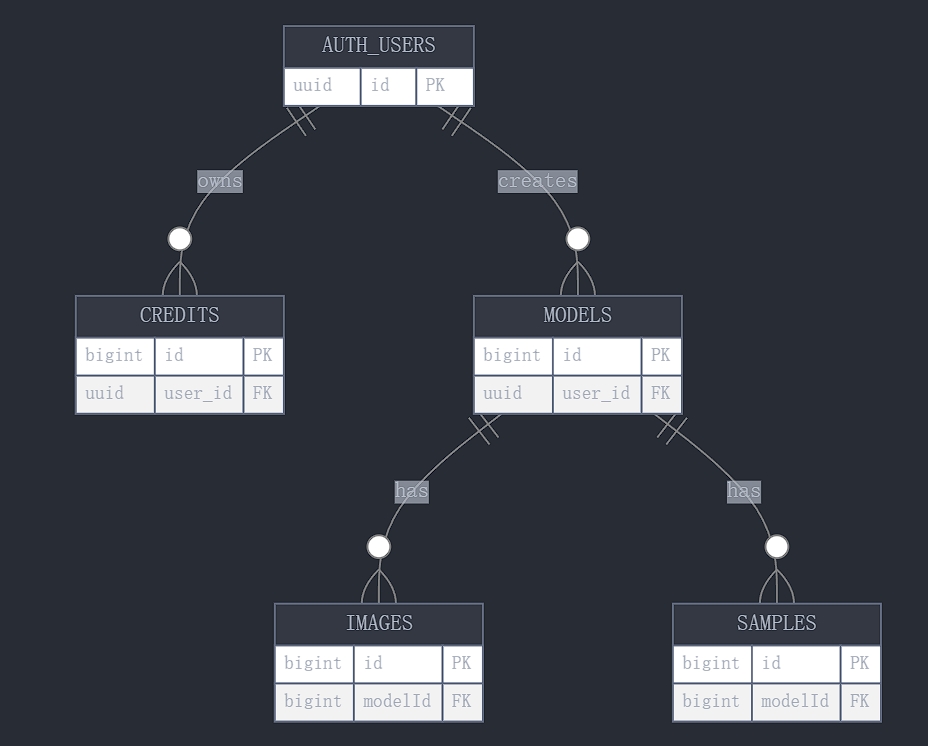 AUTH_USERS
uuid id PK
owns
creates
CREDITS
bigint id PK
uuid user_id FK
MODELS
bigint id PK
uuid user_id FK
has
has
IMAGES
bigint id PK
bigint modelId FK
SAMPLES
bigint id PK
bigint modelId FK